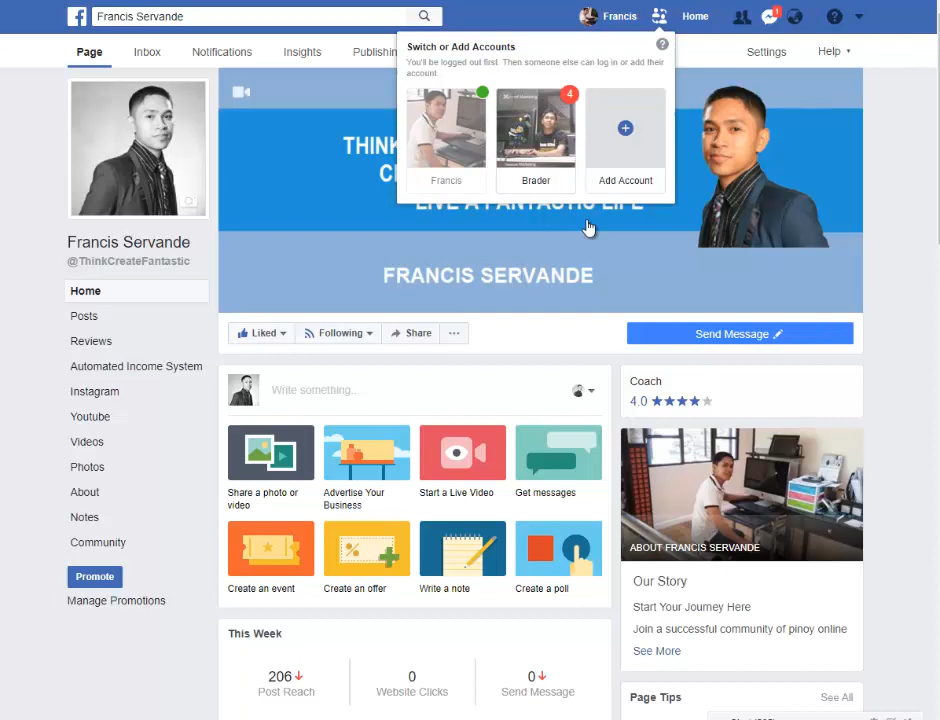 Francis Servande
Francis
Home
1
Page
Inbox
Notifications
Insights
Publishin
Settings
Help
Switch or Add Accounts
You'll be logged out first. Then someone else can log in or add their
account
4
Francis
Brader
Add Account
THINK
LIVE A FANTASTIC LIFE
FRANCIS SERVANDE
Francis Servande
@ThinkCreateFantastic
Home
Posts
Reviews
Automated Income System
Instagram
Youtube
Videos
Photos
About
Notes
Community
Promote
Manage Promotions
Liked
Following
Share
Send Message
Write something...
Share a photo or
video
Advertise Your
Business
Start a Live Video
Get messages
Create an event
Create an offer
Write a note
Create a poll
This Week
206
Post Reach
0
Website Clicks
0
Send Message
Coach
4.0
ABOUT FRANCIS SERVANDE
Our Story
Start Your Journey Here
Join a successful community of pinoy online
See More
Page Tips
See All